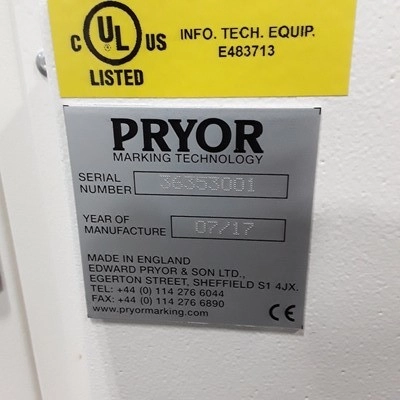 C UL US
LISTED
INFO. TECH. EQUIP.
E483713
PRYOR
MARKING TECHNOLOGY
SERIAL
NUMBER 36353001
YEAR OF
MANUFACTURE 07/17
MADE IN ENGLAND
EDWARD PRYOR & SON LTD.,
EGERTON STREET, SHEFFIELD S1 4JX.
TEL: +44 (0) 114 276 6044
FAX: +44 (0) 114 276 6890
www.pryormarking.com
CE